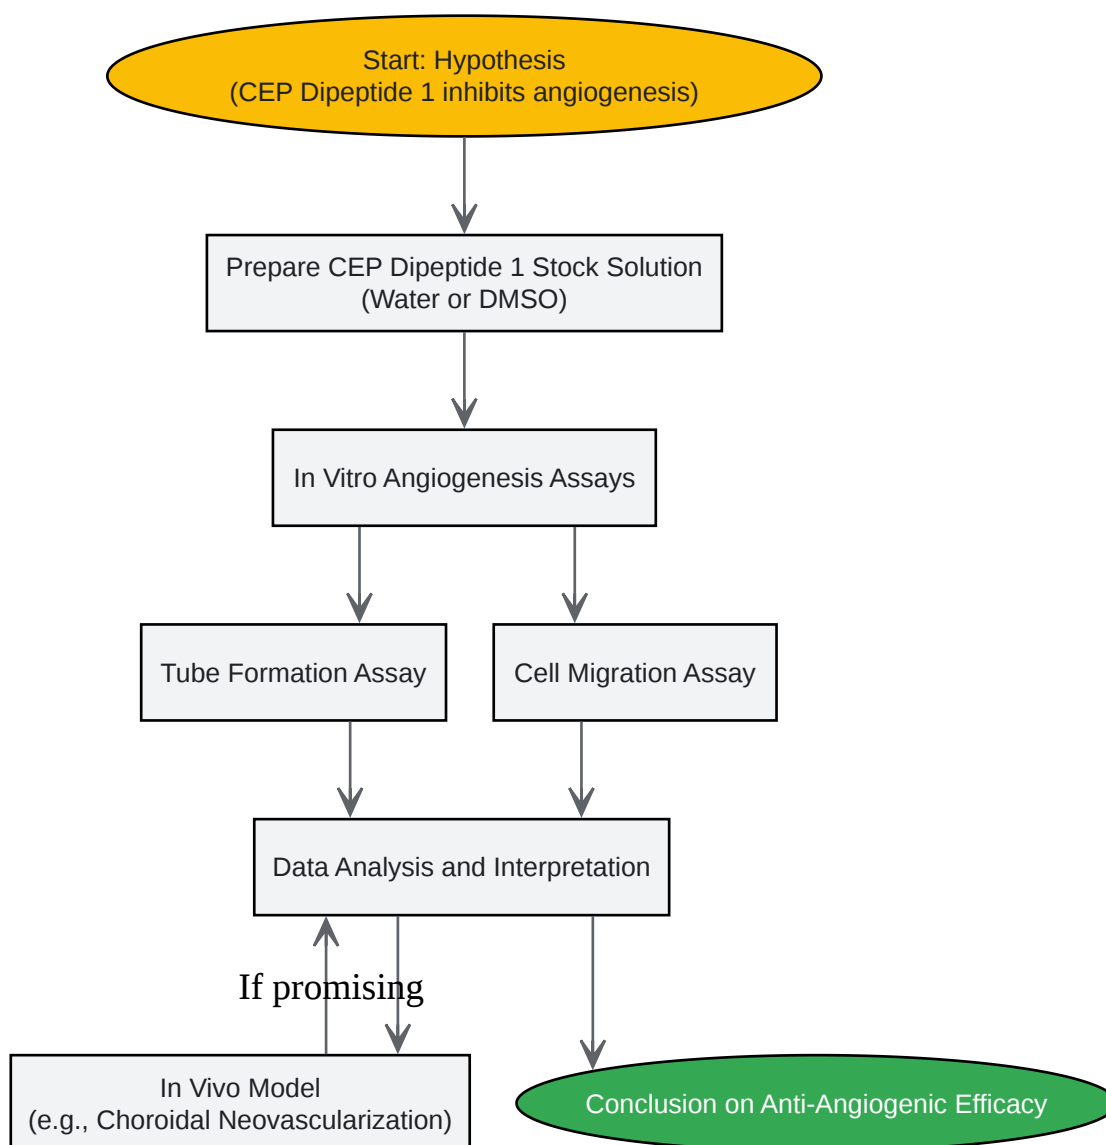 Start: Hypothesis
(CEP Dipeptide 1 inhibits angiogenesis)
Prepare CEP Dipeptide 1 Stock Solution
(Water or DMSO)
In Vitro Angiogenesis Assays
Tube Formation Assay
Cell Migration Assay
Data Analysis and Interpretation
If promising
In Vivo Model
(e.g., Choroidal Neovascularization)
Conclusion on Anti-Angiogenic Efficacy